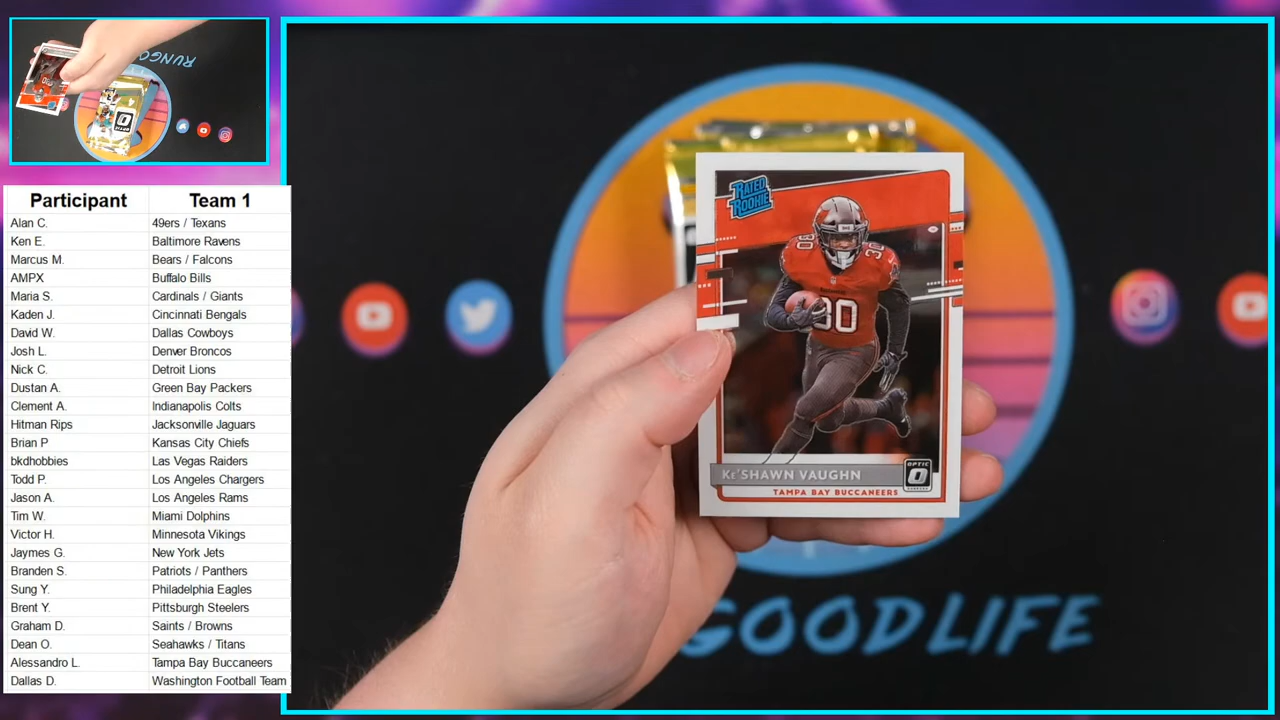 RUNGOODLIFE
Participant Team 1
Alan C. 49ers / Texans
Ken E. Baltimore Ravens
Marcus M. Bears / Falcons
AMPX Buffalo Bills
Maria S. Cardinals / Giants
Kaden J. Cincinnati Bengals
David W. Dallas Cowboys
Josh L. Denver Broncos
Nick C. Detroit Lions
Dustan A. Green Bay Packers
Clement A. Indianapolis Colts
Hitman Rips Jacksonville Jaguars
Brian P Kansas City Chiefs
bkdhobbies Las Vegas Raiders
Todd P. Los Angeles Chargers
Jason A. Los Angeles Rams
Tim W. Miami Dolphins
Victor H. Minnesota Vikings
Jaymes G. New York Jets
Branden S. Patriots / Panthers
Sung Y. Philadelphia Eagles
Brent Y. Pittsburgh Steelers
Graham D. Saints / Browns
Dean O. Seahawks / Titans
Alessandro L. Tampa Bay Buccaneers
Dallas D. Washington Football Team
RATED
ROOKIE
30 30
30
KE'SHAWN VAUGHN
OPTIC
TAMPA BAY BUCCANEERS
GOODLIFE